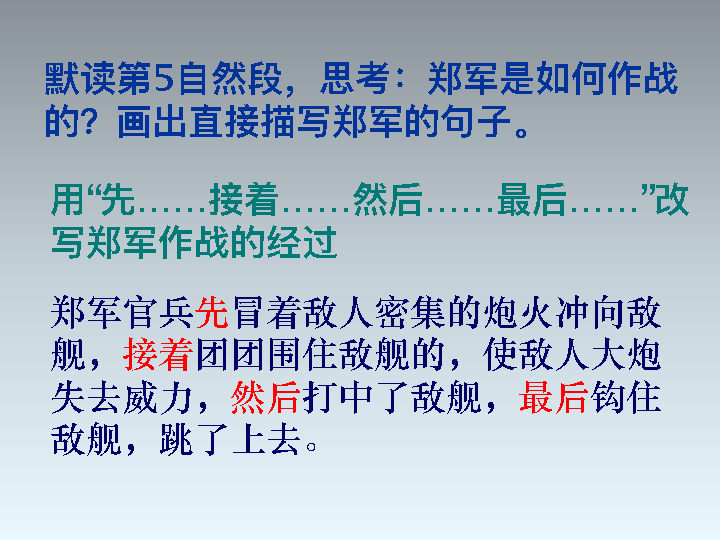 默读第5自然段，思考：郑军是如何作战
的？画出直接描写郑军的句子。
用“先……接着……然后……最后……”改
写郑军作战的经过
郑军官兵先冒着敌人密集的炮火冲向敌
舰，接着团团围住敌舰的，使敌人大炮
失去威力，然后打中了敌舰，最后钩住
敌舰，跳了上去。